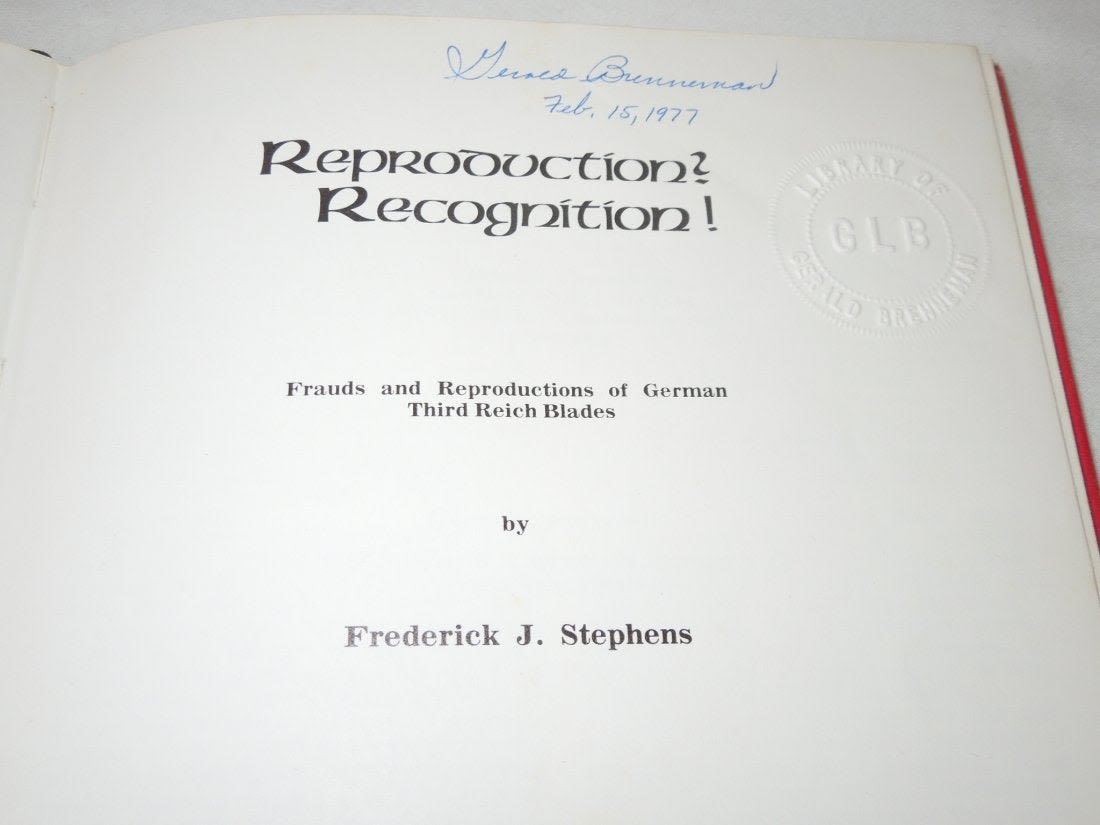 Gerald Brenneman
Feb. 15, 1977
Reproduction?
Recognition!
LIBRARY OF
GLB
GERALD BRENNEMAN
Frauds and Reproductions of German
Third Reich Blades
by
Frederick J. Stephens